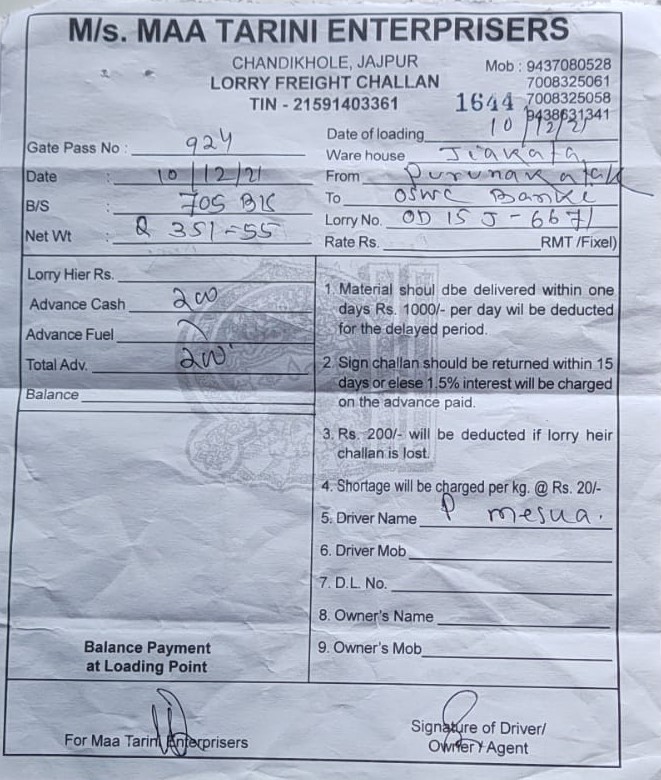 M/s. MAA TARINI ENTERPRISERS
CHANDIKHOLE, JAJPUR
LORRY FREIGHT CHALLAN
TIN - 21591403361
Mob : 9437080528
7008325061
7008325058
9438631341
1644
Gate Pass No : 924
Date : 10/12/21
B/S : 705 BK
Net Wt : Q 351-55
Date of loading 10/12/21
Ware house Jiakata
From Purunakatak
To OSWC Banki
Lorry No. OD 15 J - 6671
Rate Rs. RMT /Fixel)
Lorry Hier Rs.
Advance Cash 200
Advance Fuel
Total Adv. 200
Balance
Balance Payment
at Loading Point
1. Material shoul dbe delivered within one
days Rs. 1000/- per day wil be deducted
for the delayed period.
2. Sign challan should be returned within 15
days or elese 1.5% interest will be charged
on the advance paid.
3. Rs. 200/- will be deducted if lorry heir
challan is lost.
4. Shortage will be charged per kg. @ Rs. 20/-
5. Driver Name P mesua.
6. Driver Mob
7. D.L. No.
8. Owner's Name
9. Owner's Mob
For Maa Tarini Enterprisers
Signature of Driver/
Owner / Agent